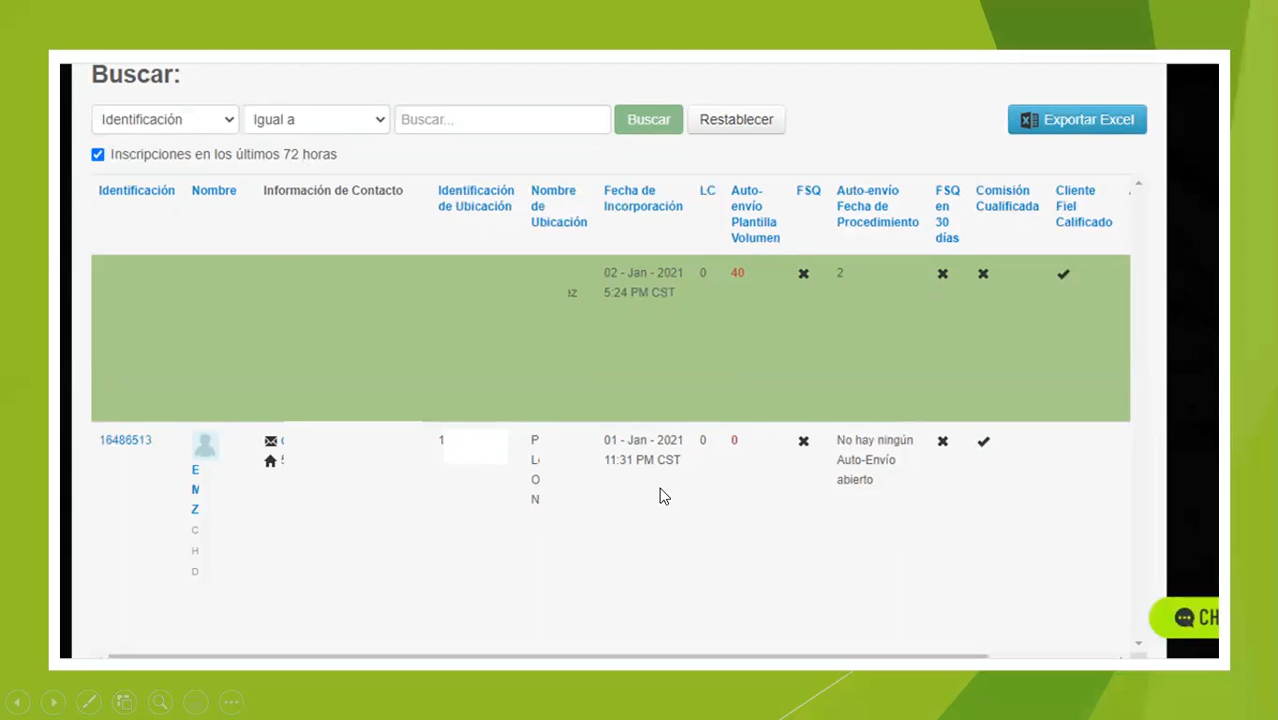 Buscar:
Identificación Igual a Buscar... Buscar Restablecer Exportar Excel
Inscripciones en los últimos 72 horas
Identificación Nombre Información de Contacto Identificación Nombre Fecha de LC Auto- FSQ Auto-envío FSQ Comisión Cliente
de Ubicación de Incorporación envío Fecha de en Cualificada Fiel
Ubicación Plantilla Procedimiento 30 Calificado
Volumen días
02 - Jan - 2021 0 40 2
IZ 5:24 PM CST
16486513 1 P 01 - Jan - 2021 0 0 No hay ningún
11:31 PM CST Auto-Envío
E O abierto
M N
Z
C
H
D
CH